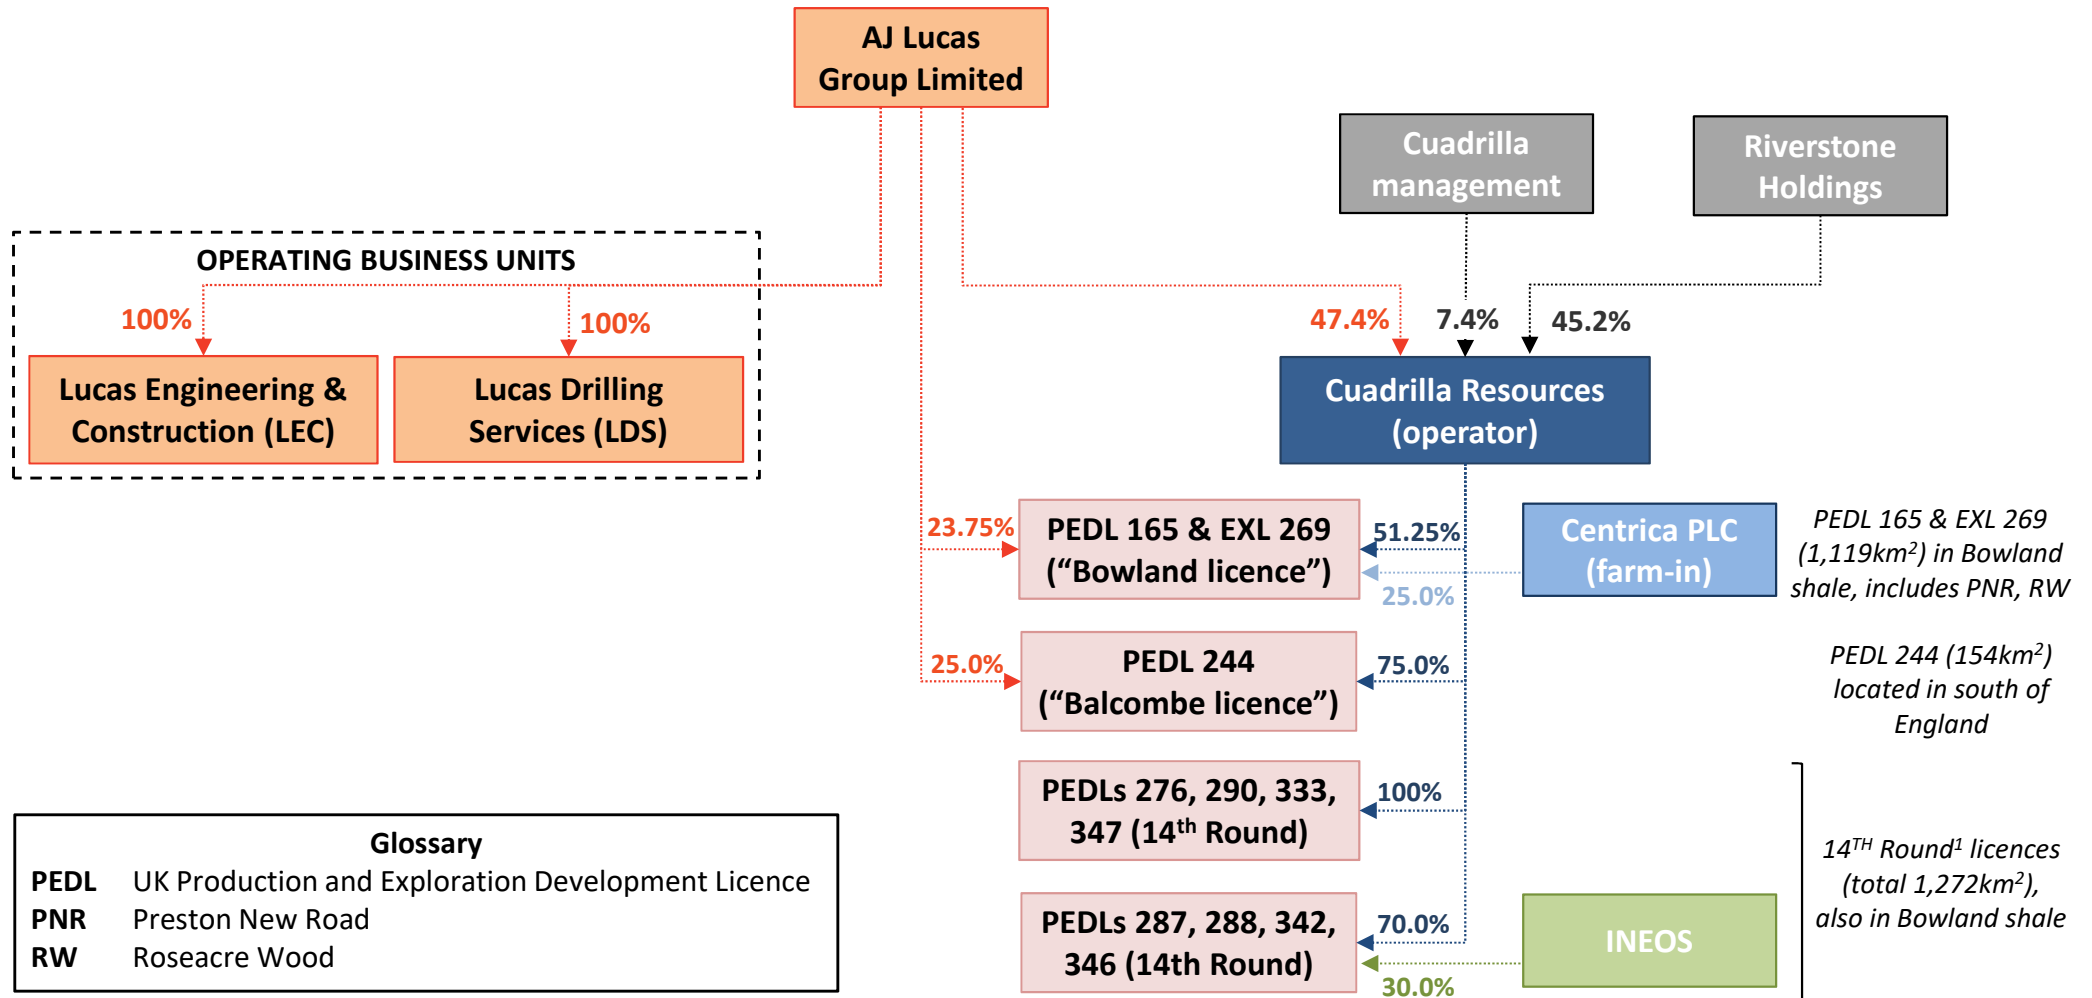 AJ Lucas
Group Limited
Cuadrilla
management
Riverstone
Holdings
OPERATING BUSINESS UNITS
100%
100%
47.4%
7.4%
45.2%
Lucas Engineering &
Construction (LEC)
Lucas Drilling
Services (LDS)
Cuadrilla Resources
(operator)
23.75%
PEDL 165 & EXL 269
(“Bowland licence”)
51.25%
25.0%
Centrica PLC
(farm-in)
PEDL 165 & EXL 269
(1,119km²) in Bowland
shale, includes PNR, RW
25.0%
PEDL 244
(“Balcombe licence”)
75.0%
PEDL 244 (154km²)
located in south of
England
PEDLs 276, 290, 333,
347 (14th Round)
100%
PEDLs 287, 288, 342,
346 (14th Round)
70.0%
30.0%
INEOS
14TH Round¹ licences
(total 1,272km²),
also in Bowland shale
Glossary
PEDL UK Production and Exploration Development Licence
PNR Preston New Road
RW Roseacre Wood